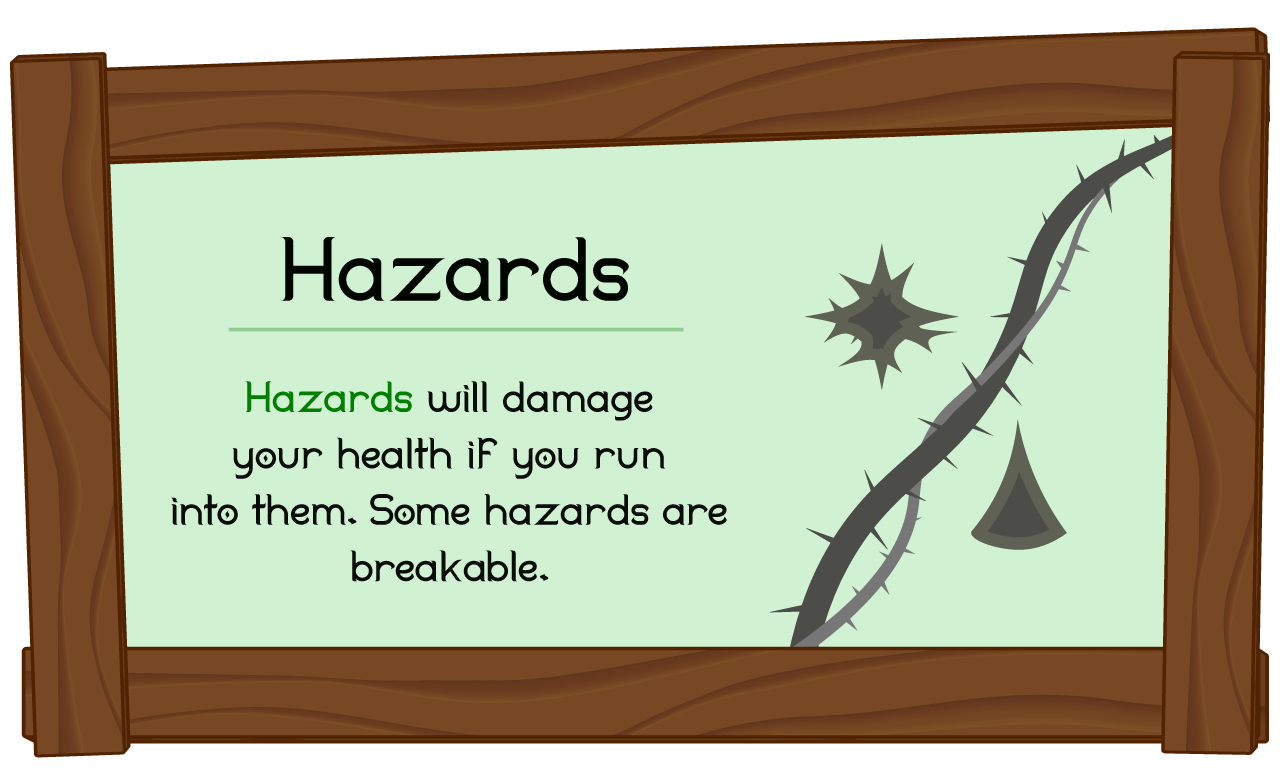 Hazards
Hazards will damage
your health if you run
into them. Some hazards are
breakable.